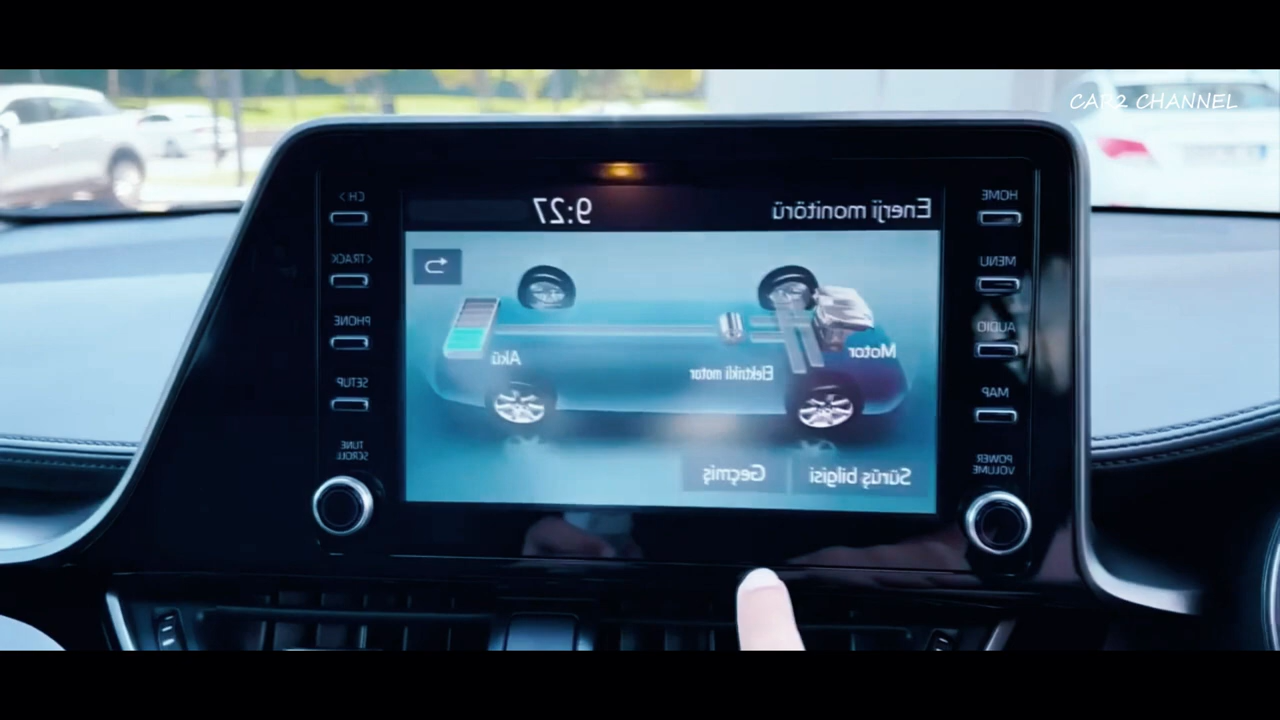 CAR2 CHANNEL
Enerji monitörü
9:27
Motor
Elektrikli motor
Akü
Sürüş bilgisi
Geçmiş
HOME
MENU
AUDIO
MAP
POWER
VOLUME
CH >
< TRACK
PHONE
SETUP
TUNE
SCROLL